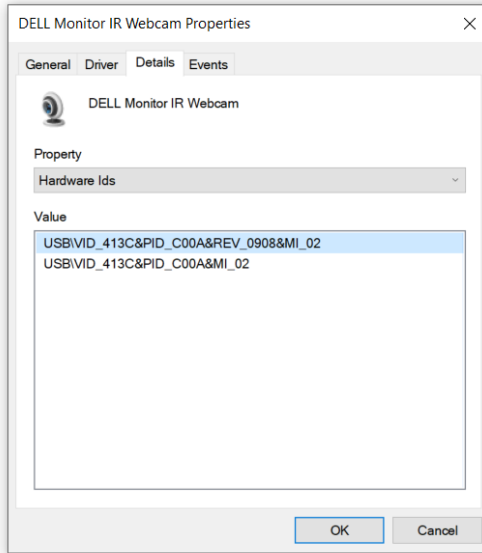 DELL Monitor IR Webcam Properties
General Driver Details Events
DELL Monitor IR Webcam
Property
Hardware Ids
Value
USB\VID_413C&PID_C00A&REV_0908&MI_02
USB\VID_413C&PID_C00A&MI_02
OK Cancel